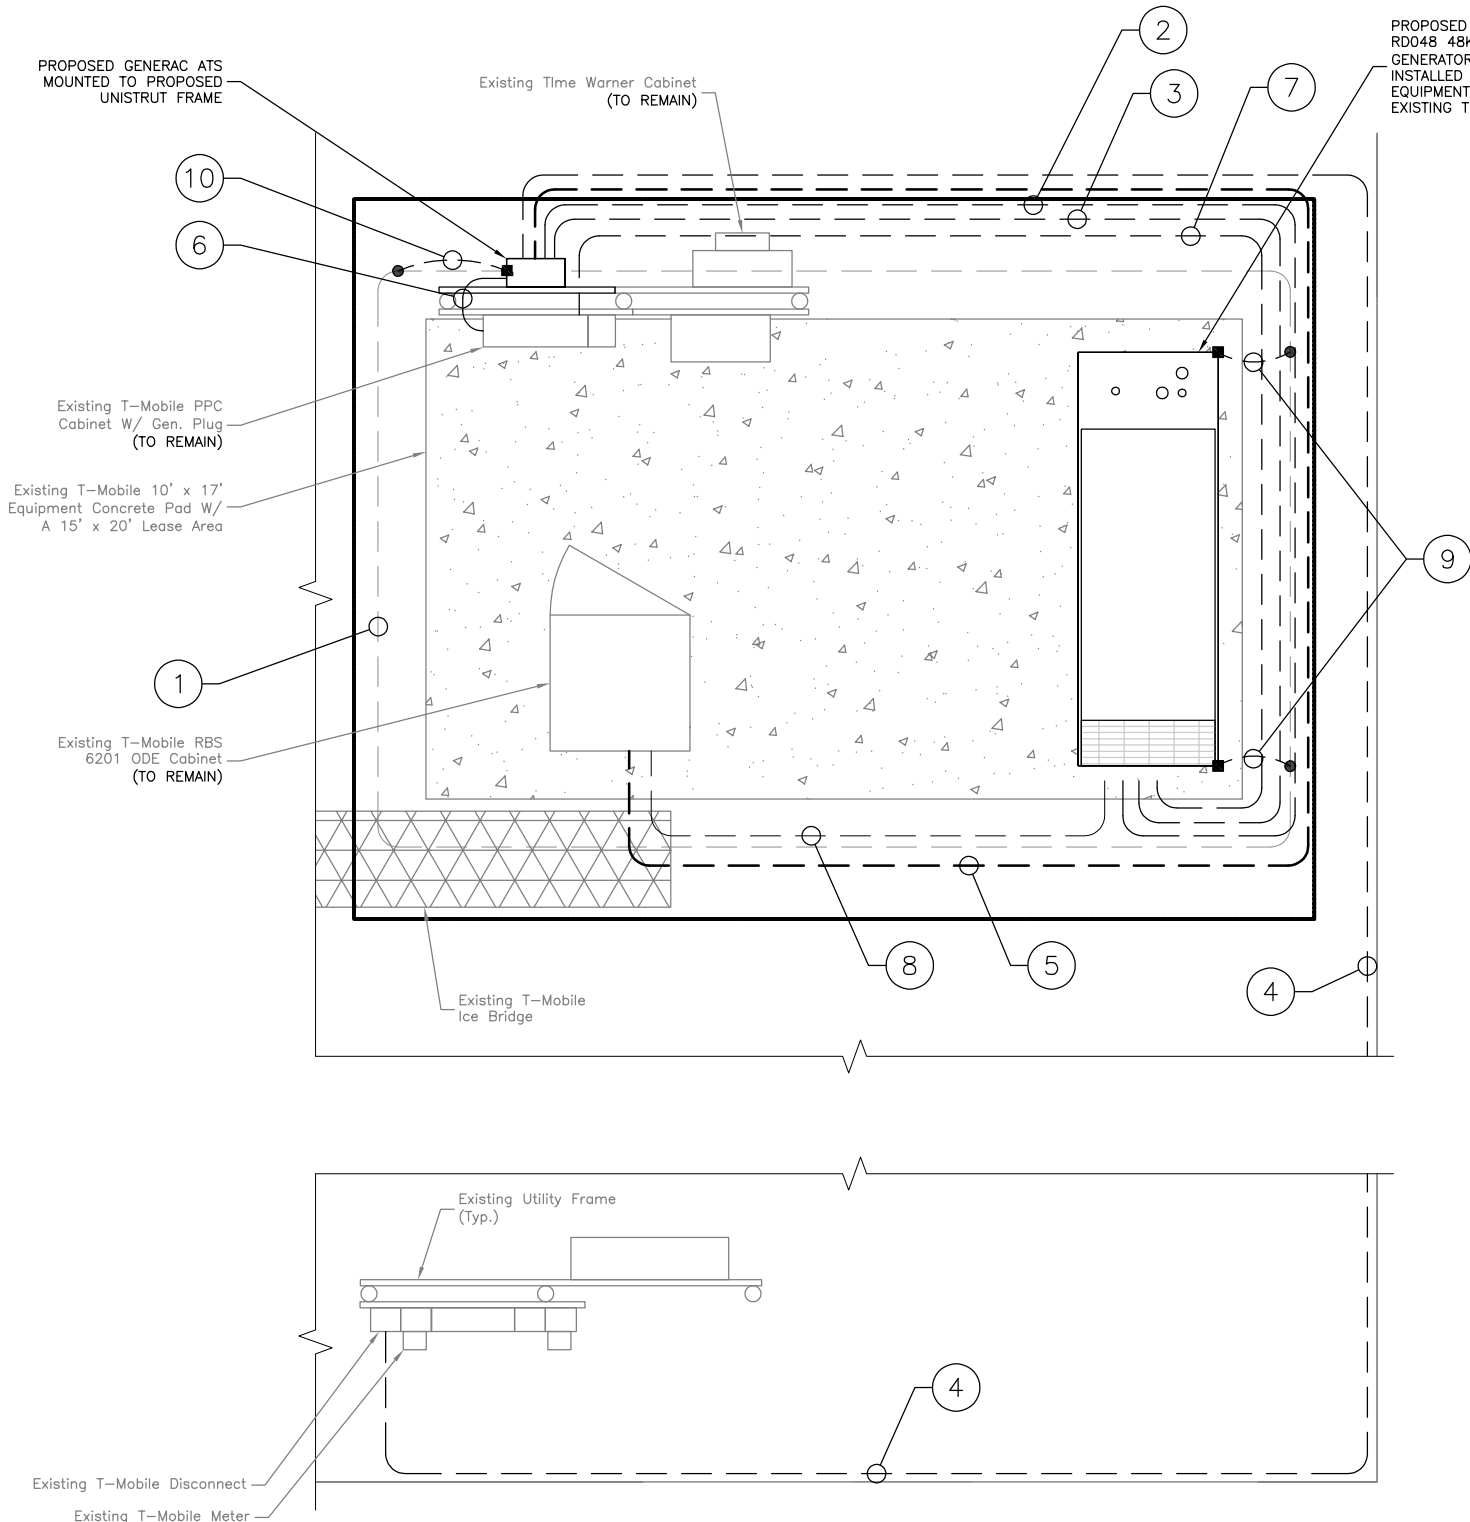 PROPOSED GENERAC ATS
MOUNTED TO PROPOSED
UNISTRUT FRAME
Existing TIme Warner Cabinet
(TO REMAIN)
2
3
7
PROPOSED
RD048
GENERATOR
INSTALLED
EQUIPMENT
EXISTING
10
6
Existing T-Mobile PPC
Cabinet W/ Gen. Plug
(TO REMAIN)
Existing T-Mobile 10' x 17'
Equipment Concrete Pad W/
A 15' x 20' Lease Area
9
1
Existing T-Mobile RBS
6201 ODE Cabinet
(TO REMAIN)
8
5
4
Existing T-Mobile
Ice Bridge
Existing Utility Frame
(Typ.)
4
Existing T-Mobile Disconnect
Existing T-Mobile Meter